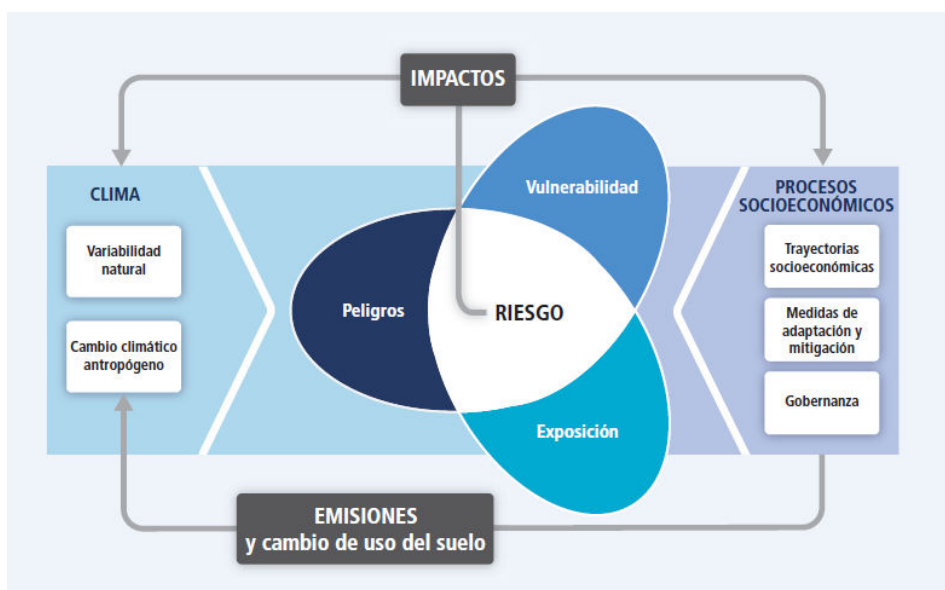 IMPACTOS
CLIMA
Variabilidad
natural
Cambio climático
antropógeno
Vulnerabilidad
Peligros
RIESGO
Exposición
PROCESOS
SOCIOECONÓMICOS
Trayectorias
socioeconómicas
Medidas de
adaptación y
mitigación
Gobernanza
EMISIONES
y cambio de uso del suelo